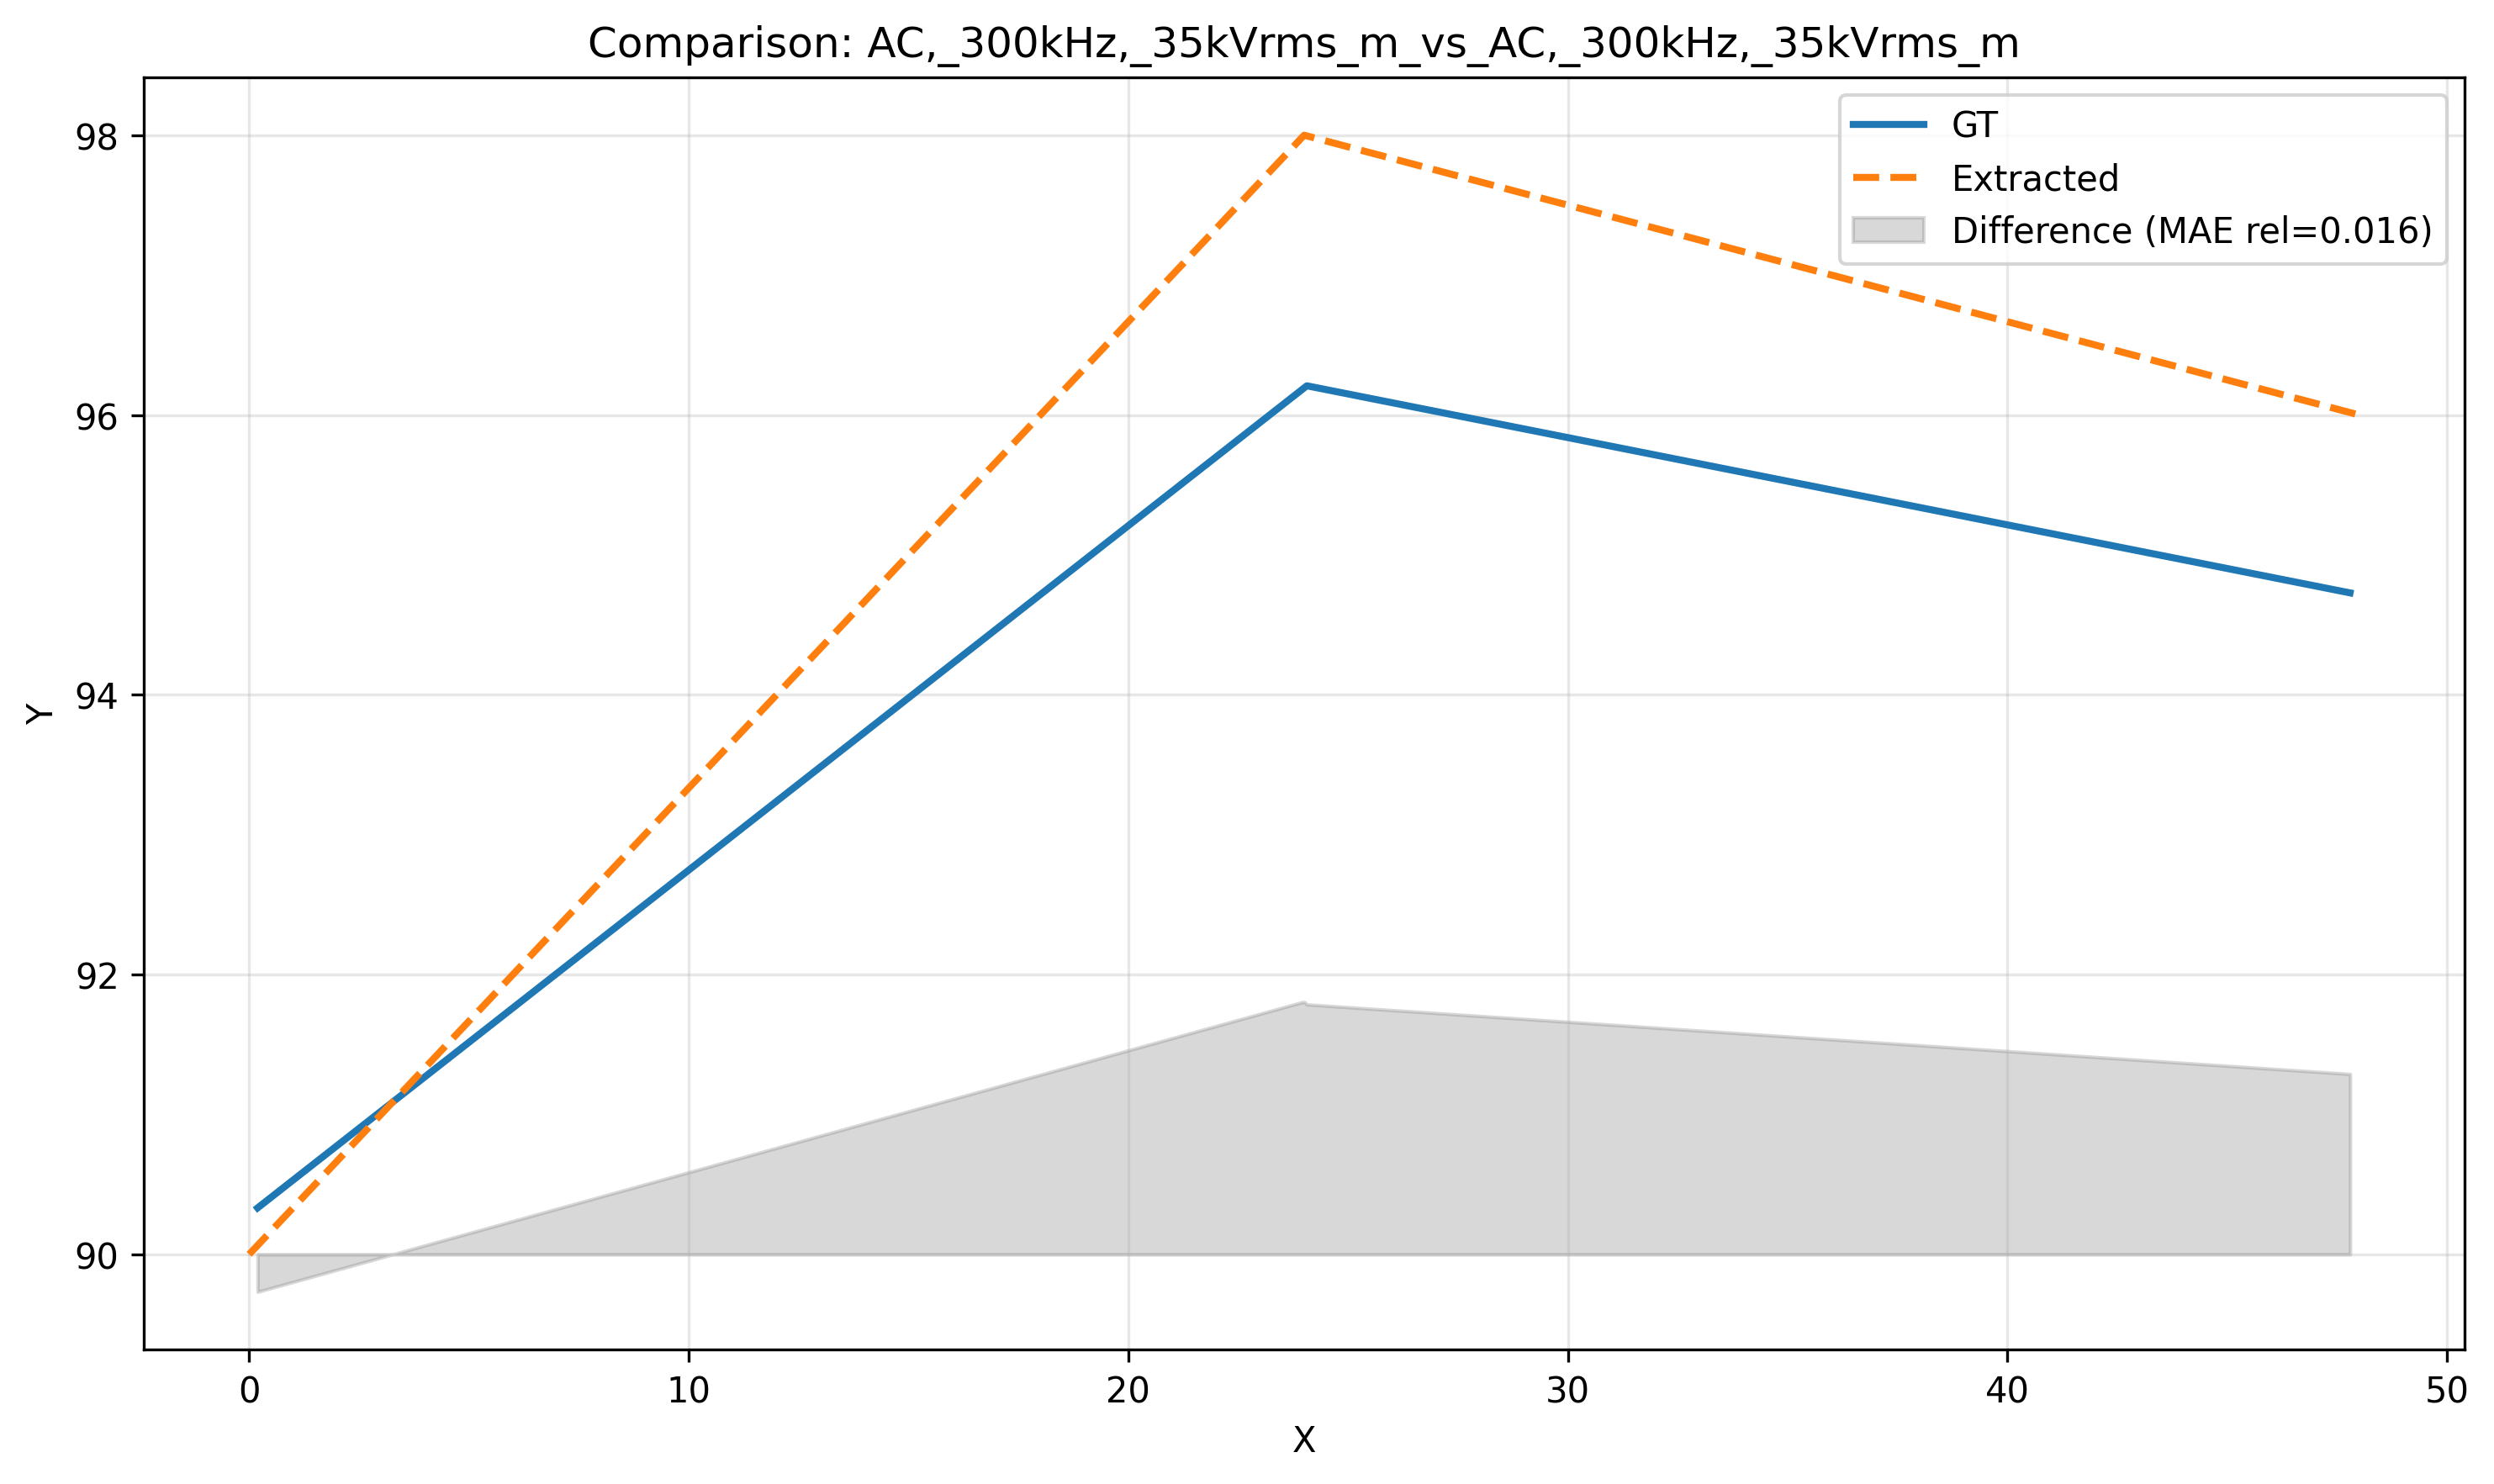 Comparison: AC,_300kHz,_35kVrms_m_vs_AC,_300kHz,_35kVrms_m
GT
Extracted
Difference (MAE rel=0.016)
98
96
94
92
90
Y
0 10 20 30 40 50
X